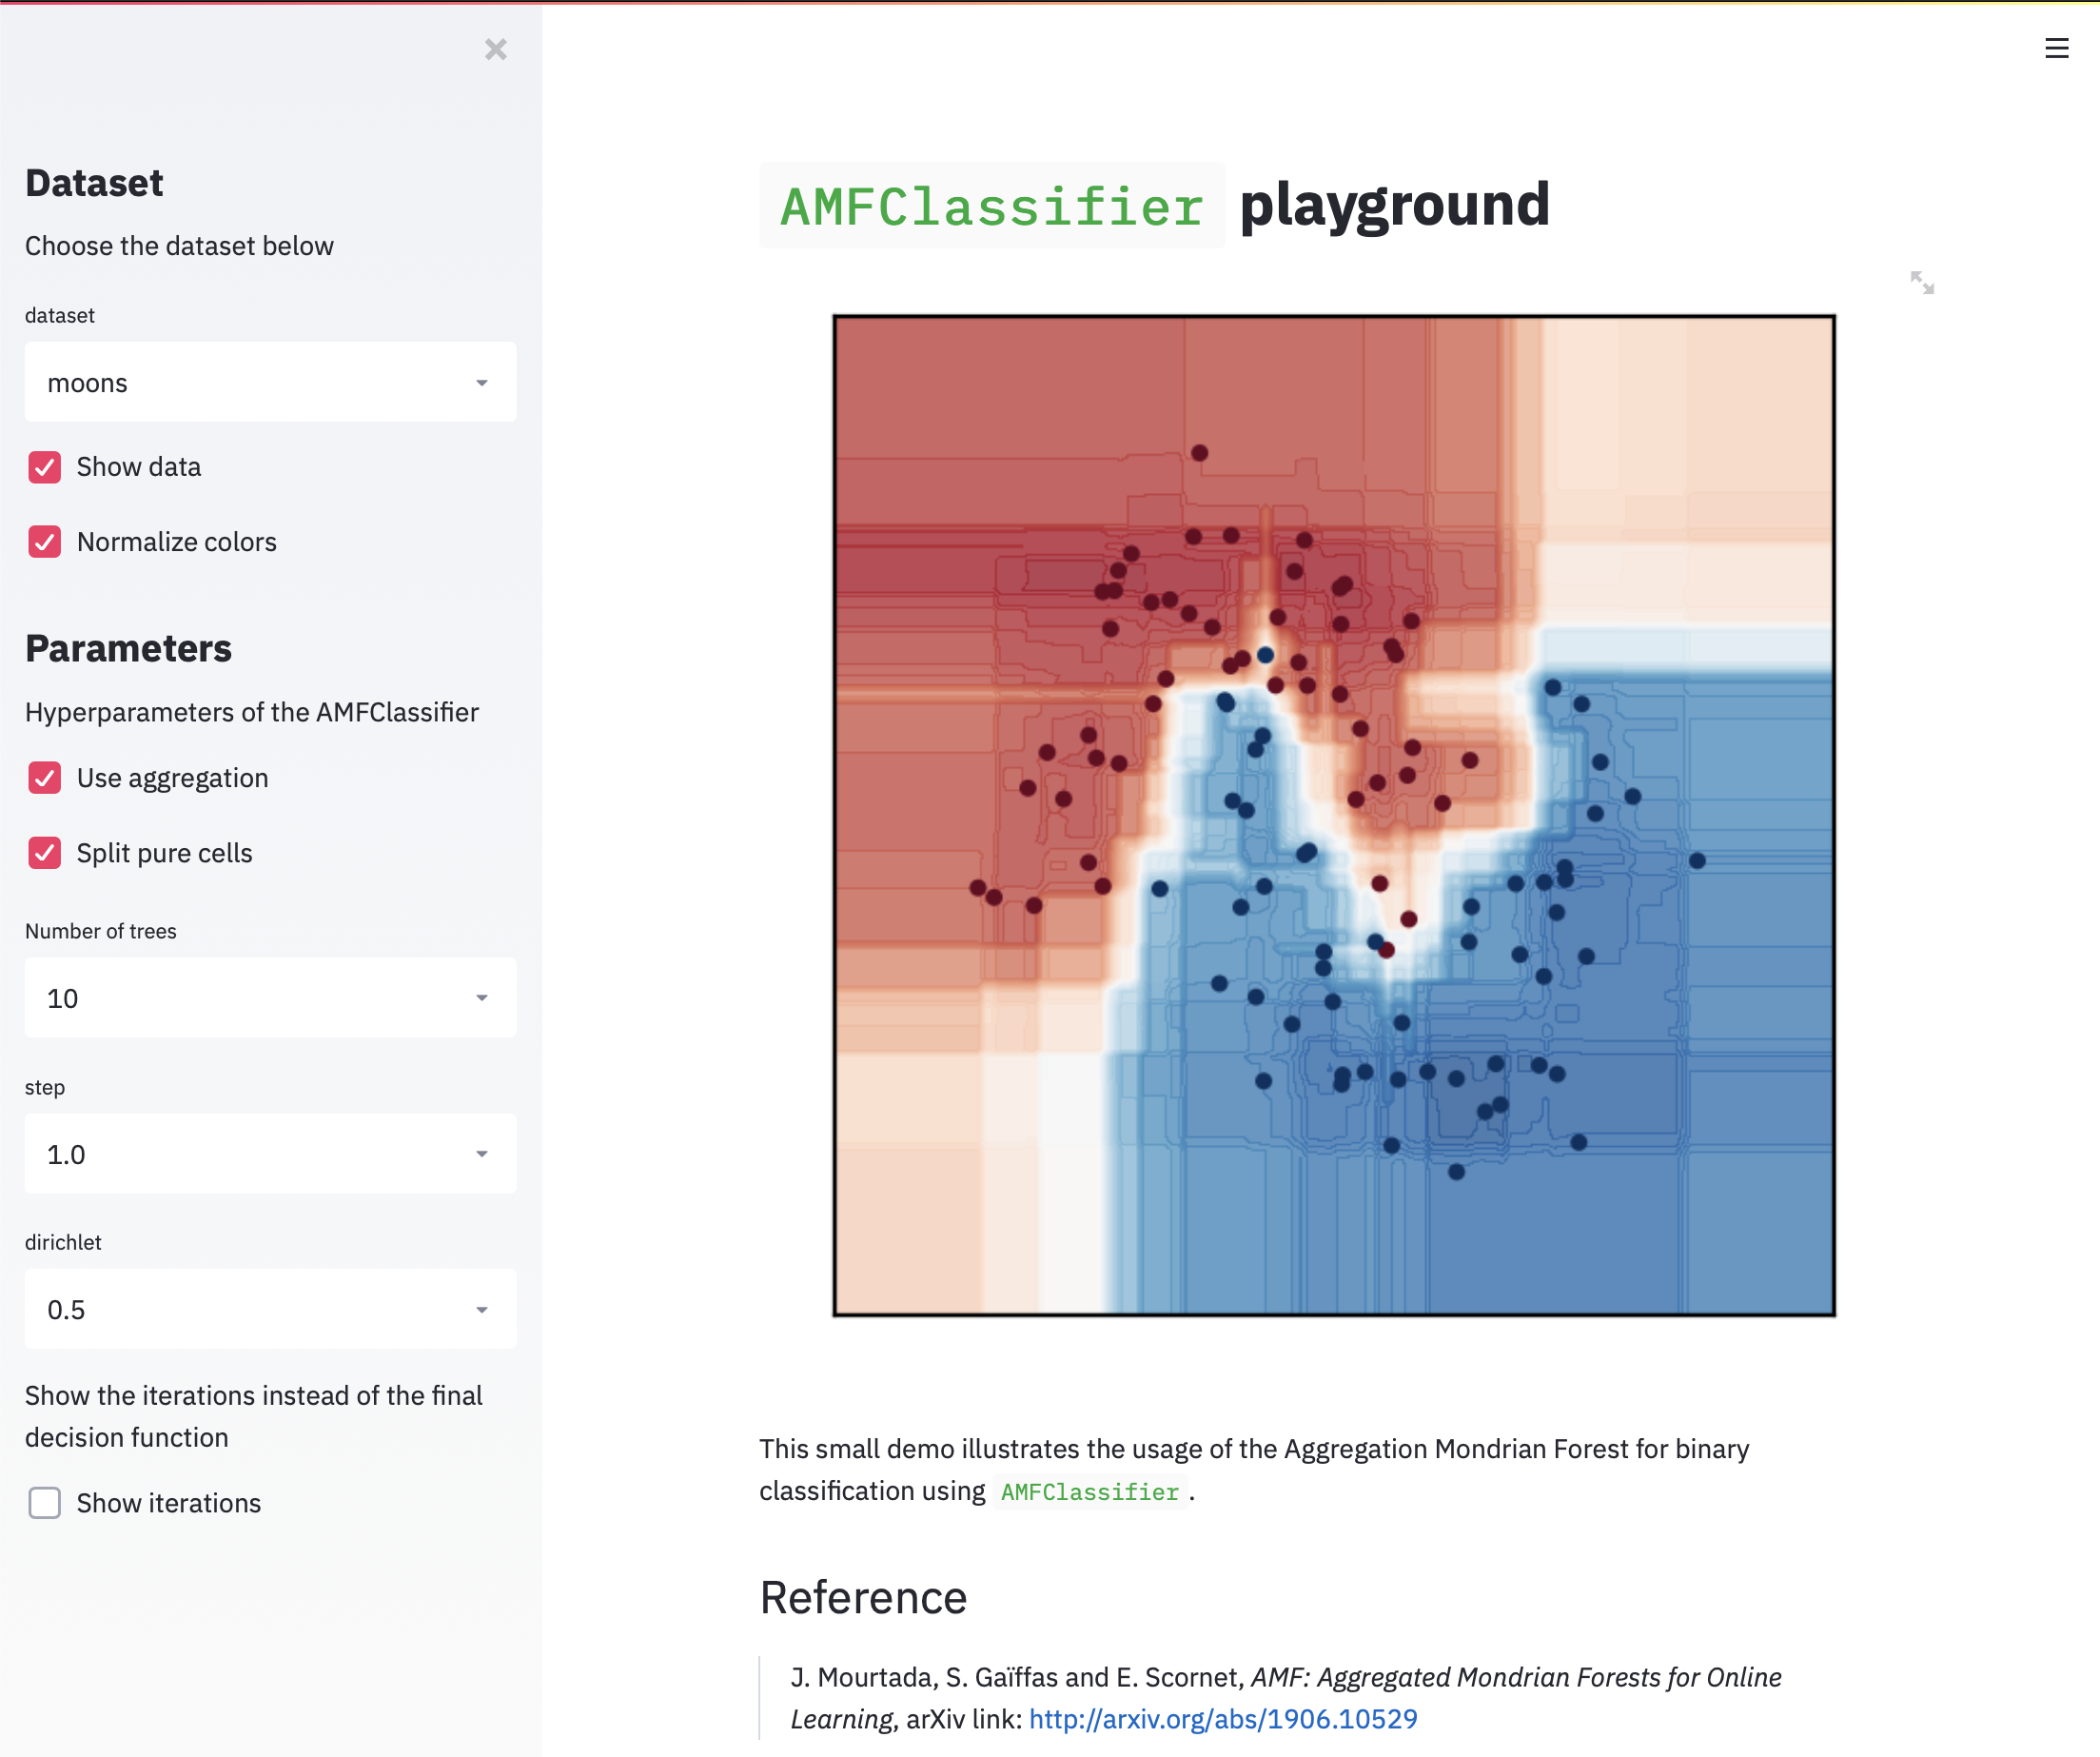 Dataset
Choose the dataset below
dataset
moons
Show data
Normalize colors
Parameters
Hyperparameters of the AMFClassifier
Use aggregation
Split pure cells
Number of trees
10
step
1.0
dirichlet
0.5
Show the iterations instead of the final
decision function
Show iterations
AMFClassifier playground
This small demo illustrates the usage of the Aggregation Mondrian Forest for binary
classification using AMFClassifier.
Reference
J. Mourtada, S. Gaïffas and E. Scornet, AMF: Aggregated Mondrian Forests for Online
Learning, arXiv link: http://arxiv.org/abs/1906.10529